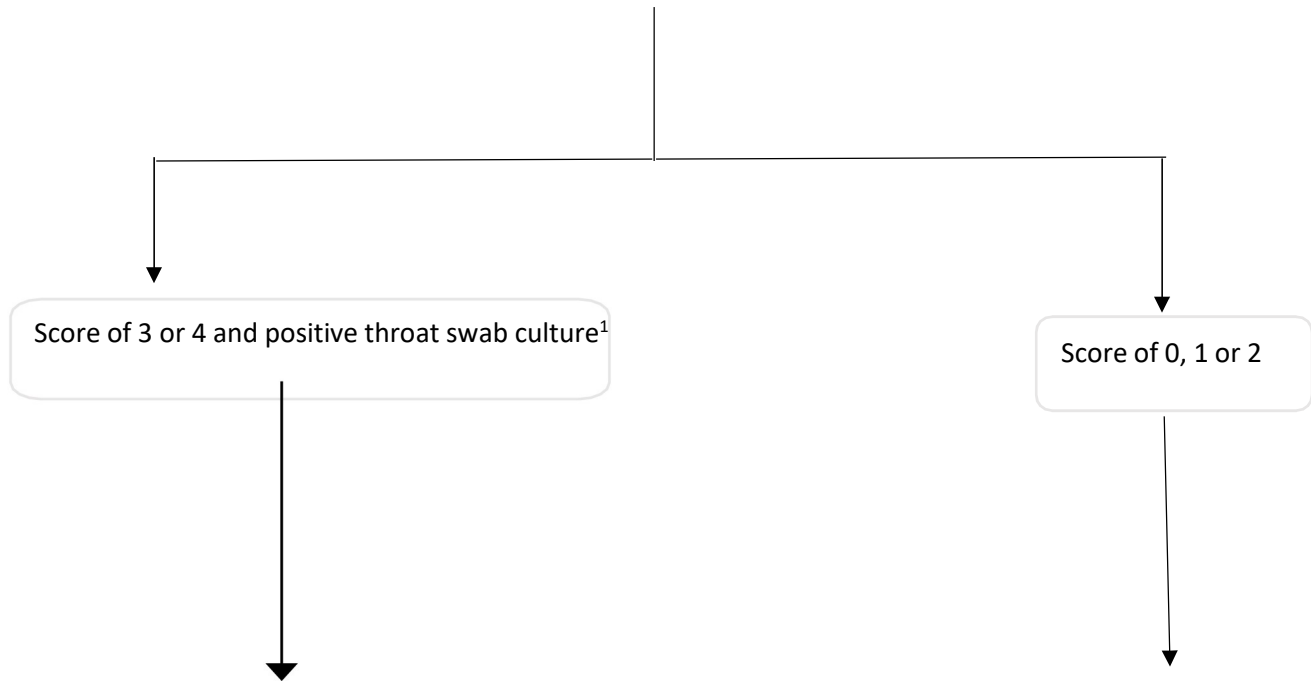 Score of 3 or 4 and positive throat swab culture¹
Score of 0, 1 or 2